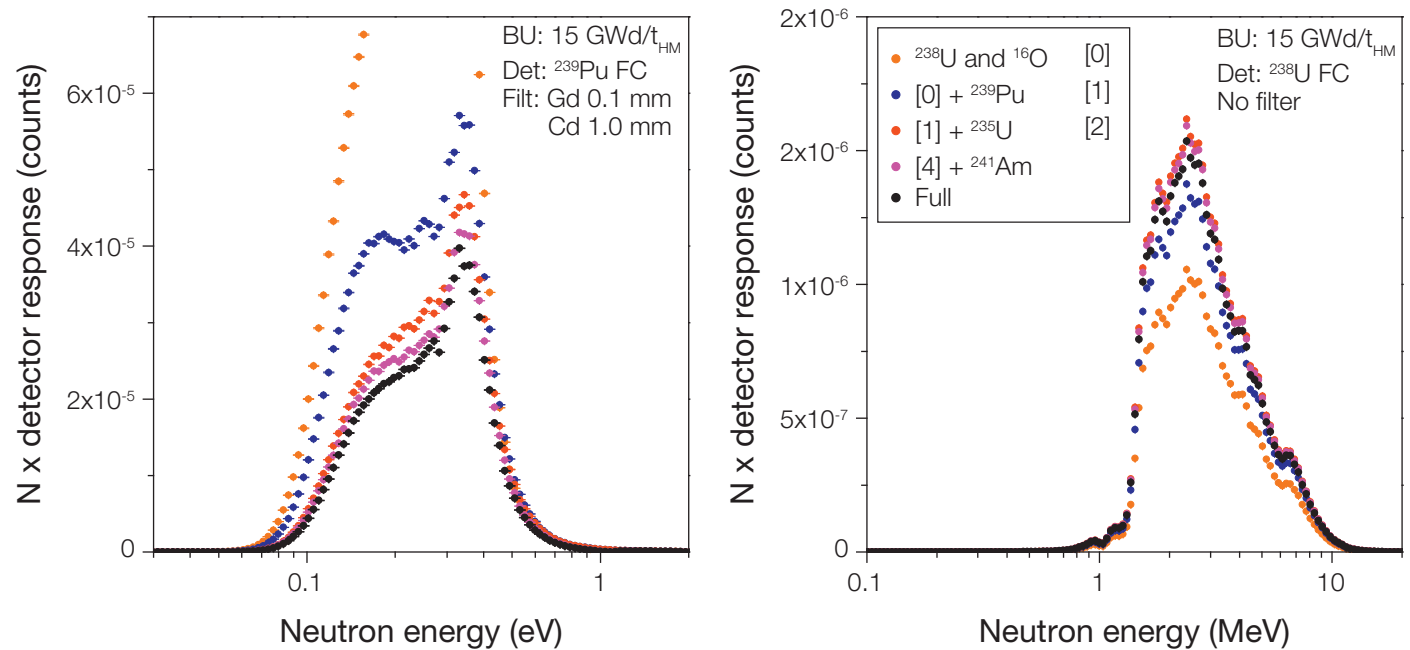 BU: 15 GWd/tHM
Det: 239Pu FC
Filt: Gd 0.1 mm
Cd 1.0 mm
N x detector response (counts)
6x10-5
4x10-5
2x10-5
0
0.1
1
Neutron energy (eV)
BU: 15 GWd/tHM
Det: 238U FC
No filter
238U and 16O [0]
[0] + 239Pu [1]
[1] + 235U [2]
[4] + 241Am
Full
N x detector response (counts)
2x10-6
2x10-6
1x10-6
5x10-7
0
0.1
1
10
Neutron energy (MeV)